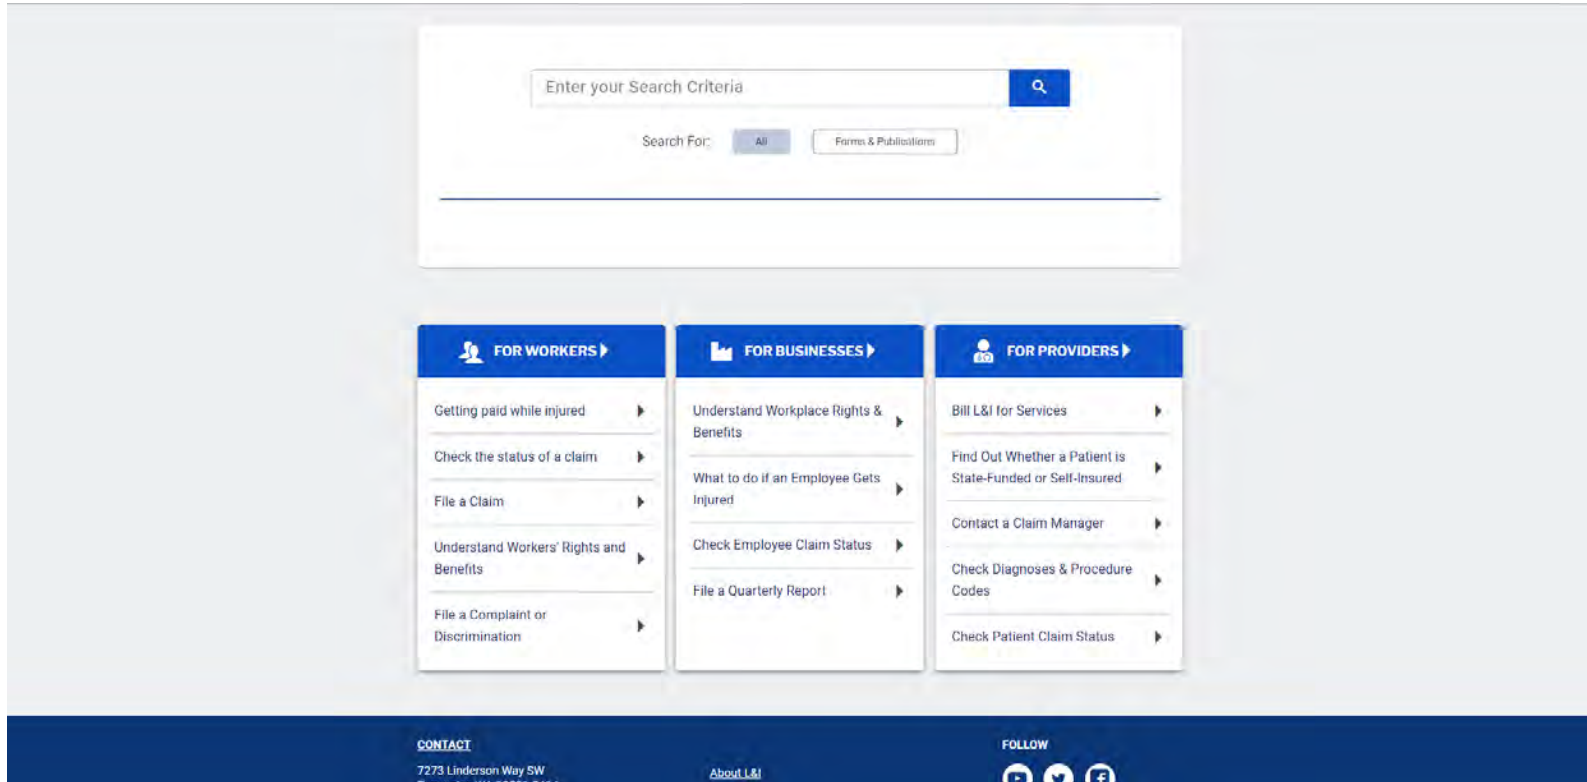 Enter your Search Criteria
Search For:
All
Forms & Publications
FOR WORKERS
Getting paid while injured
Check the status of a claim
File a Claim
Understand Workers' Rights and
Benefits
File a Complaint or
Discrimination
FOR BUSINESSES
Understand Workplace Rights &
Benefits
What to do if an Employee Gets
Injured
Check Employee Claim Status
File a Quarterly Report
FOR PROVIDERS
Bill L&I for Services
Find Out Whether a Patient is
State-Funded or Self-Insured
Contact a Claim Manager
Check Diagnoses & Procedure
Codes
Check Patient Claim Status
CONTACT
7273 Linderson Way SW
About L&I
FOLLOW